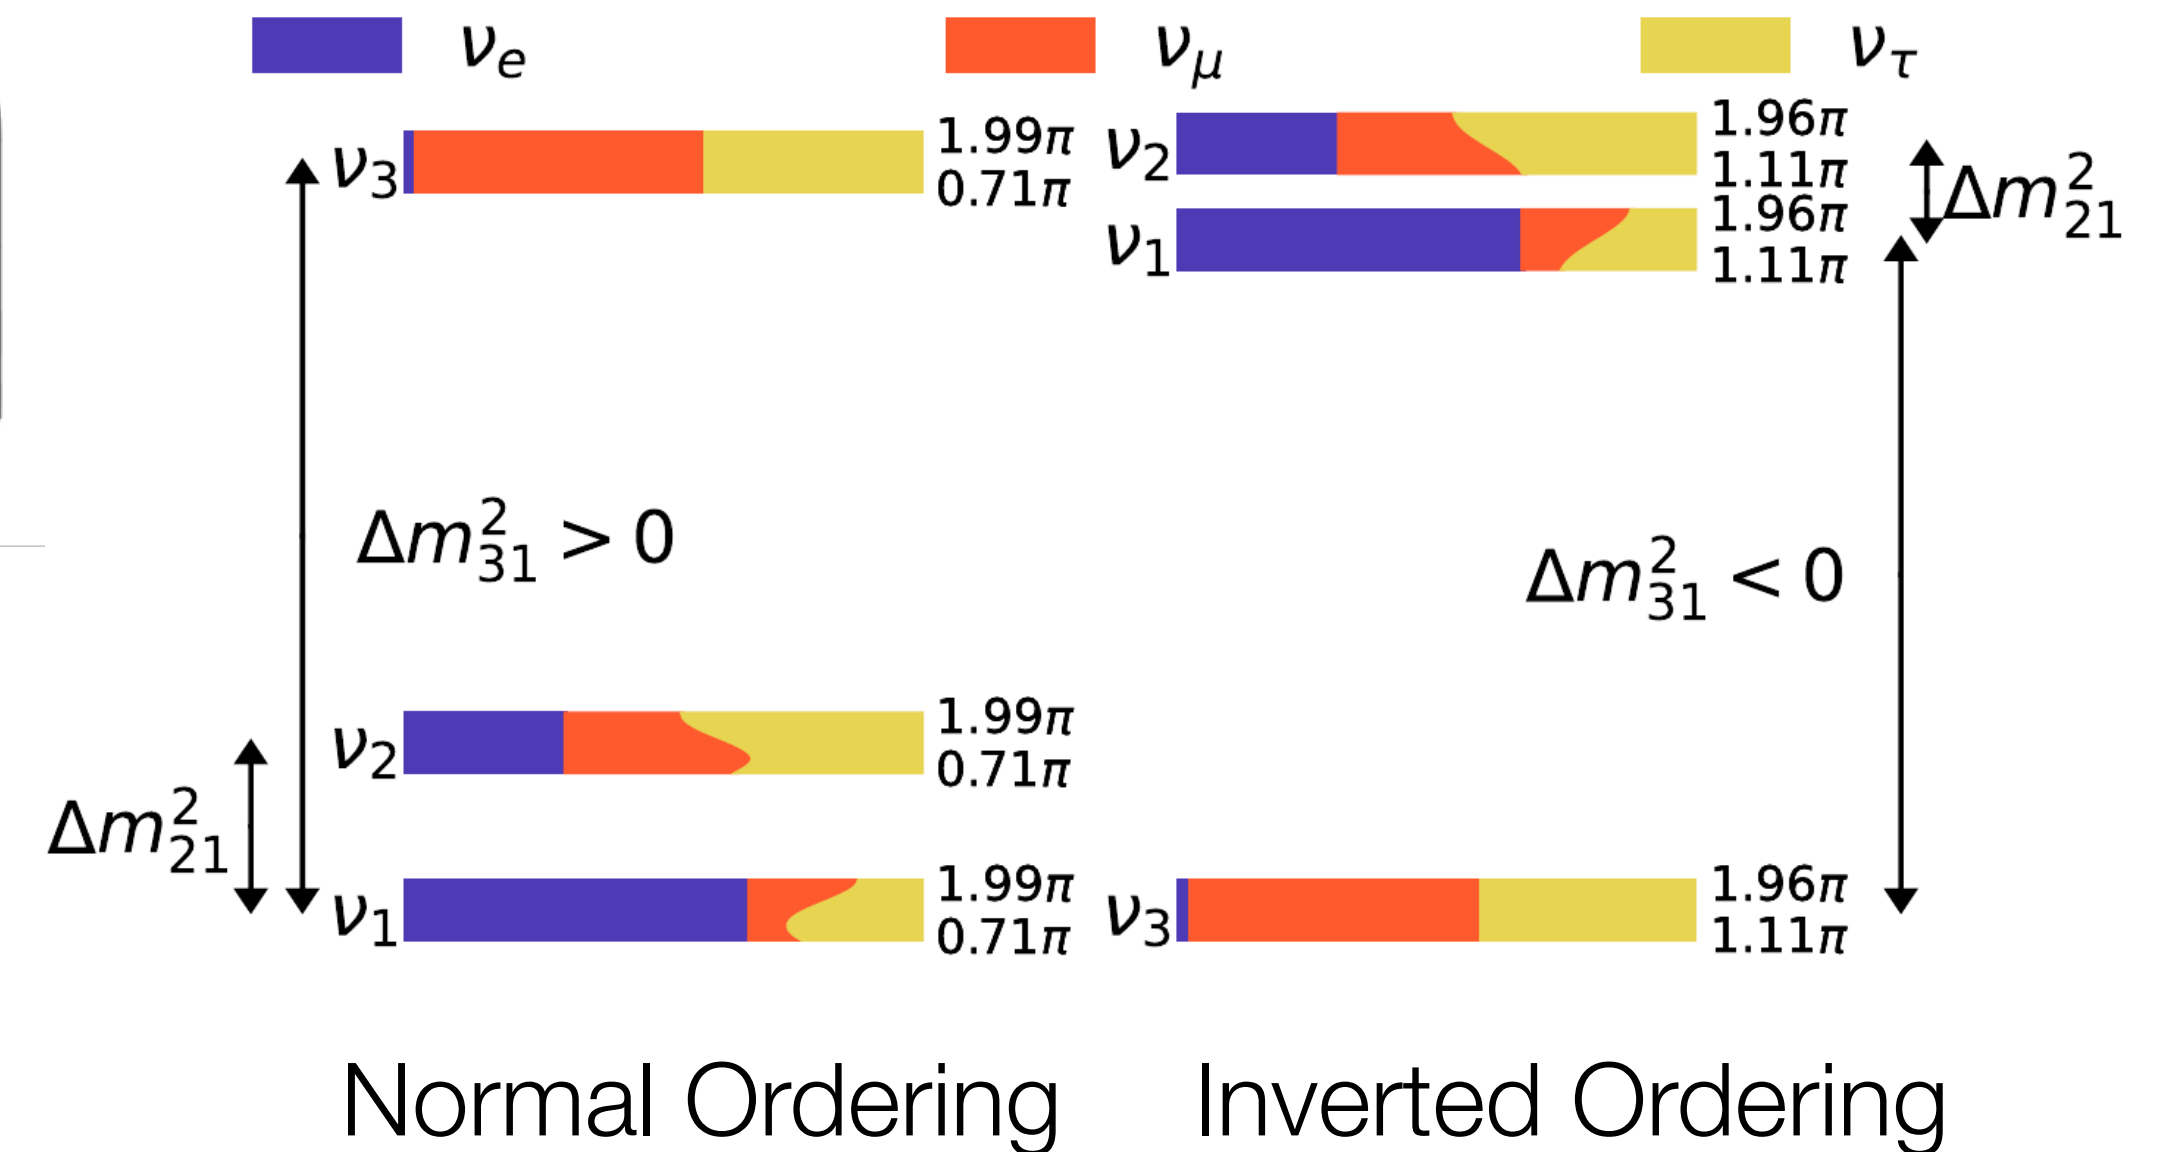 νₑ
ν_μ
ν_τ
ν₃
1.99π
0.71π
Δm²₃₁ > 0
ν₂
1.99π
0.71π
Δm²₂₁
ν₁
1.99π
0.71π
Normal Ordering
ν₂
1.96π
1.11π
ν₁
1.96π
1.11π
Δm²₂₁
Δm²₃₁ < 0
ν₃
1.96π
1.11π
Inverted Ordering